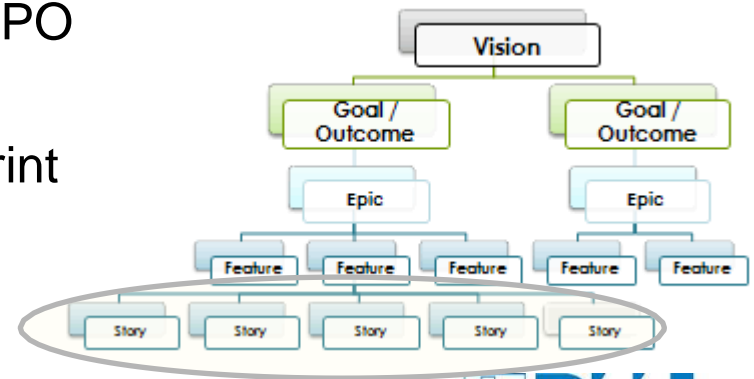 PO
Vision
Goal /
Outcome
Goal /
Outcome
rint
Epic
Epic
Feature
Feature
Feature
Feature
Feature
Story
Story
Story
Story
Story